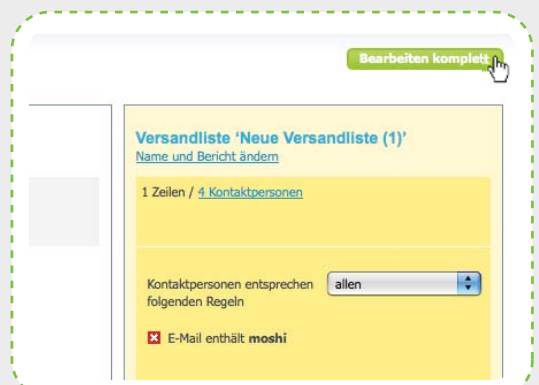 Bearbeiten komplett
Versandliste ‘Neue Versandliste (1)’
Name und Bericht ändern
1 Zeilen / 4 Kontaktpersonen
Kontaktpersonen entsprechen allen
folgenden Regeln
E-Mail enthält moshi